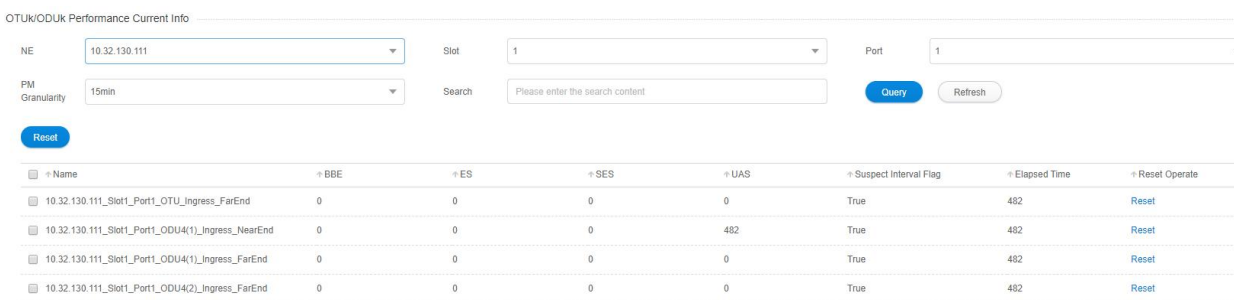 OTUk/ODUk Performance Current Info
NE 10.32.130.111 Slot 1 Port 1
PM Granularity 15min Search Please enter the search content Query Refresh
Reset
Name BBE ES SES UAS Suspect Interval Flag Elapsed Time Reset Operate
10.32.130.111_Slot1_Port1_OTU_Ingress_FarEnd 0 0 0 0 True 482 Reset
10.32.130.111_Slot1_Port1_ODU4(1)_Ingress_NearEnd 0 0 0 482 True 482 Reset
10.32.130.111_Slot1_Port1_ODU4(1)_Ingress_FarEnd 0 0 0 0 True 482 Reset
10.32.130.111_Slot1_Port1_ODU4(2)_Ingress_FarEnd 0 0 0 0 True 482 Reset